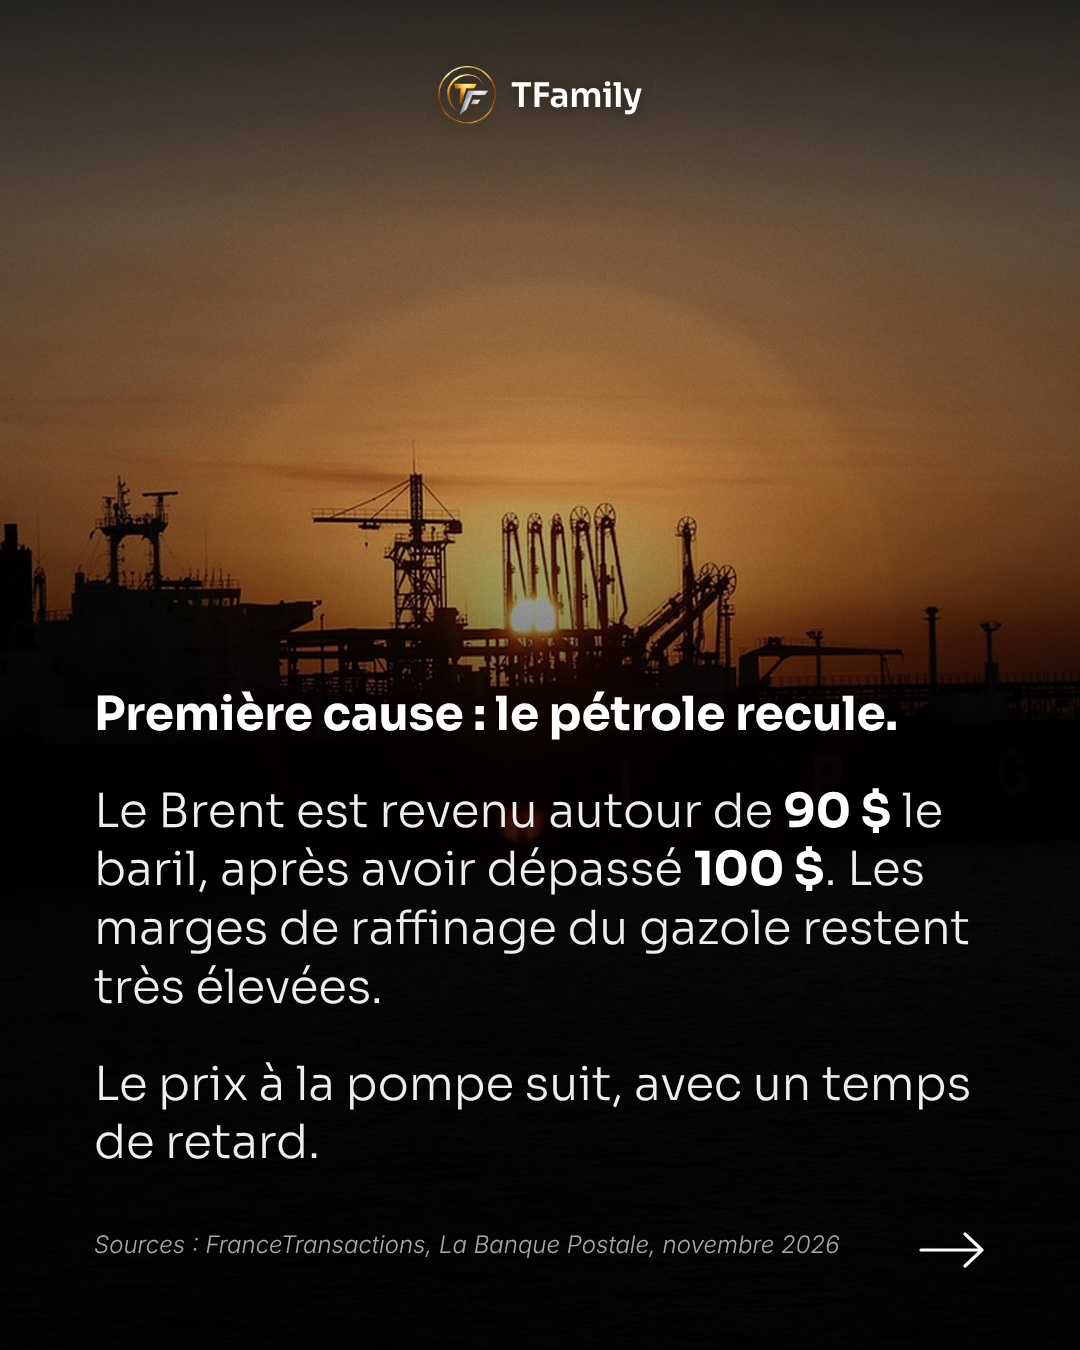 TFamily
Première cause : le pétrole recule.
Le Brent est revenu autour de 90 $ le
baril, après avoir dépassé 100 $. Les
marges de raffinage du gazole restent
très élevées.
Le prix à la pompe suit, avec un temps
de retard.
Sources : FranceTransactions, La Banque Postale, novembre 2026